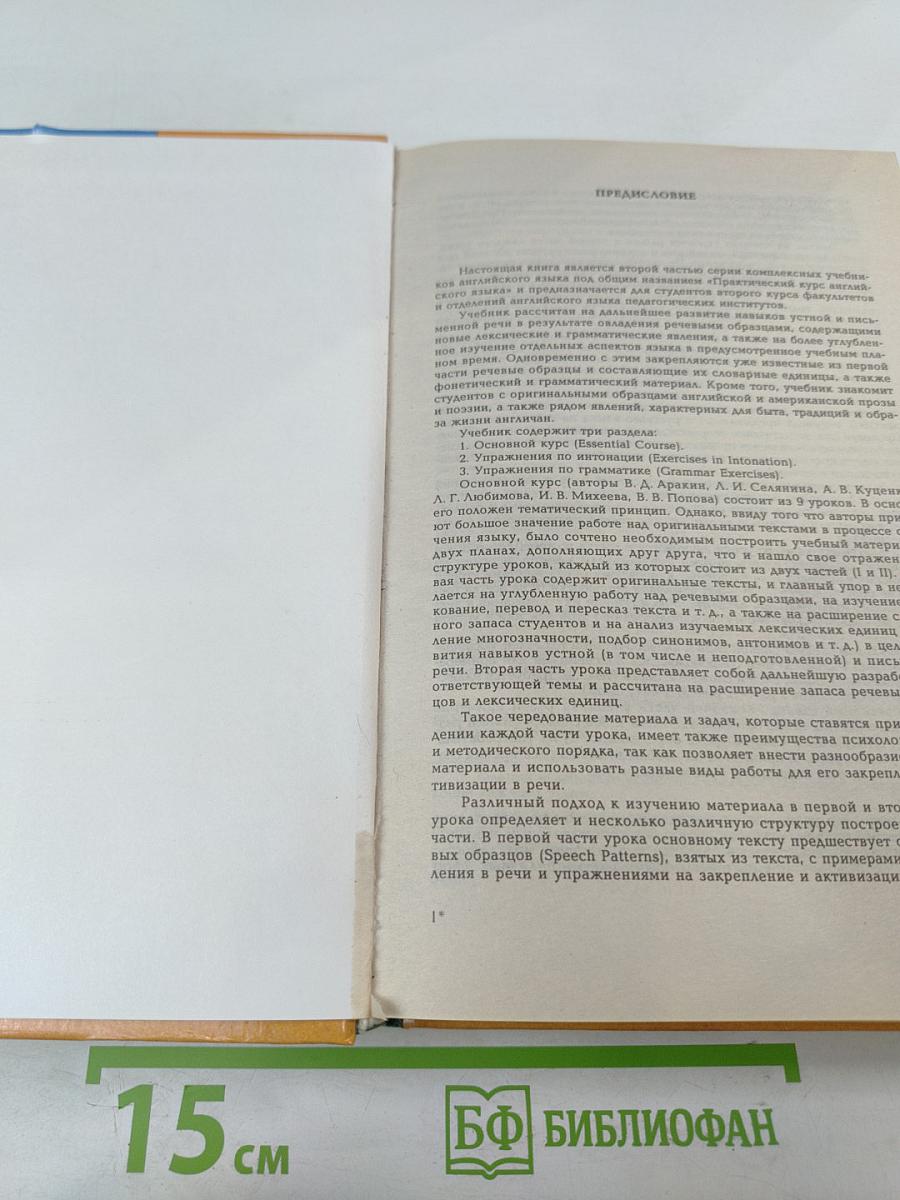 ПРЕДИСЛОВИЕ
Настоящая книга является второй частью серии комплексных учебни-
ков английского языка под общим названием «Практический курс англий-
ского языка» и предназначается для студентов второго курса факультетов
и отделений английского языка педагогических институтов.
Учебник рассчитан на дальнейшее развитие навыков устной и пись-
менной речи в результате овладения речевыми образцами, содержащими
новые лексические и грамматические явления, а также на более углублен-
ное изучение отдельных аспектов языка в предусмотренное учебным пла-
ном время. Одновременно с этим закрепляются уже известные из первой
части речевые образцы и составляющие их словарные единицы, а также
фонетический и грамматический материал. Кроме того, учебник знакомит
студентов с оригинальными образцами английской и американской прозы
и поэзии, а также рядом явлений, характерных для быта, традиций и обра-
за жизни англичан.
Учебник содержит три раздела:
1. Основной курс (Essential Course).
2. Упражнения по интонации (Exercises in Intonation).
3. Упражнения по грамматике (Grammar Exercises).
Основной курс (авторы В. Д. Аракин, Л. И. Селянина, А. В. Куценк
Л. Г. Любимова, И. В. Михеева, В. В. Попова) состоит из 9 уроков. В осно
его положен тематический принцип. Однако, ввиду того что авторы при
ют большое значение работе над оригинальными текстами в процессе о
чения языку, было сочтено необходимым построить учебный матери
двух планах, дополняющих друг друга, что и нашло свое отражен
структуре уроков, каждый из которых состоит из двух частей (I и II).
вая часть урока содержит оригинальные тексты, и главный упор в не
лается на углубленную работу над речевыми образцами, на изучение
кование, перевод и пересказ текста и т. д., а также на расширение с
ного запаса студентов и на анализ изучаемых лексических единиц
ление многозначности, подбор синонимов, антонимов и т. д.) в цел
вития навыков устной (в том числе и неподготовленной) и пись
речи. Вторая часть урока представляет собой дальнейшую разрабо
ответствующей темы и рассчитана на расширение запаса речевы
цов и лексических единиц.
Такое чередование материала и задач, которые ставятся при
дении каждой части урока, имеет также преимущества психоло
и методического порядка, так как позволяет внести разнообрази
материала и использовать разные виды работы для его закрепл
тивизации в речи.
Различный подход к изучению материала в первой и вто
урока определяет и несколько различную структуру построе
части. В первой части урока основному тексту предшествует с
вых образцов (Speech Patterns), взятых из текста, с примерами
ления в речи и упражнениями на закрепление и активизаци
1*
15 см
БФ БИБЛИОФАН